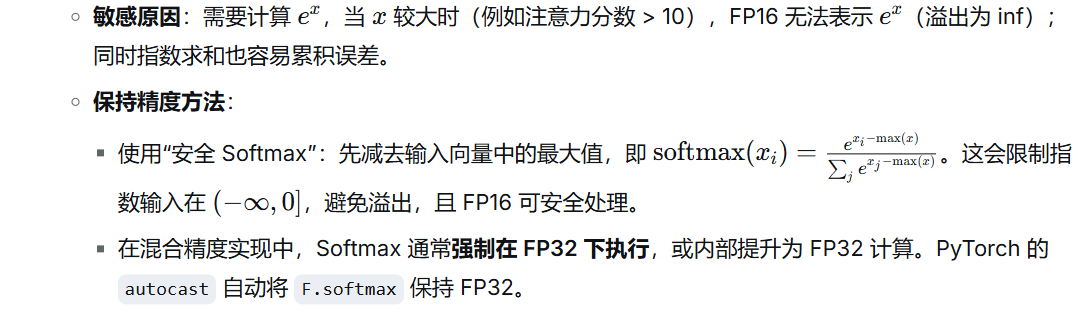 ◦ 敏感原因：需要计算 $e^x$，当 $x$ 较大时（例如注意力分数 > 10），FP16 无法表示 $e^x$（溢出为 inf）；
同时指数求和也容易累积误差。
◦ 保持精度方法：
▪ 使用“安全 Softmax”：先减去输入向量中的最大值，即 $\mathrm{softmax}(x_i) = \frac{e^{x_i-\max(x)}}{\sum_j e^{x_j-\max(x)}}$。这会限制指
数输入在 $(-\infty, 0]$，避免溢出，且 FP16 可安全处理。
▪ 在混合精度实现中，Softmax 通常强制在 FP32 下执行，或内部提升为 FP32 计算。PyTorch 的
autocast 自动将 F.softmax 保持 FP32。